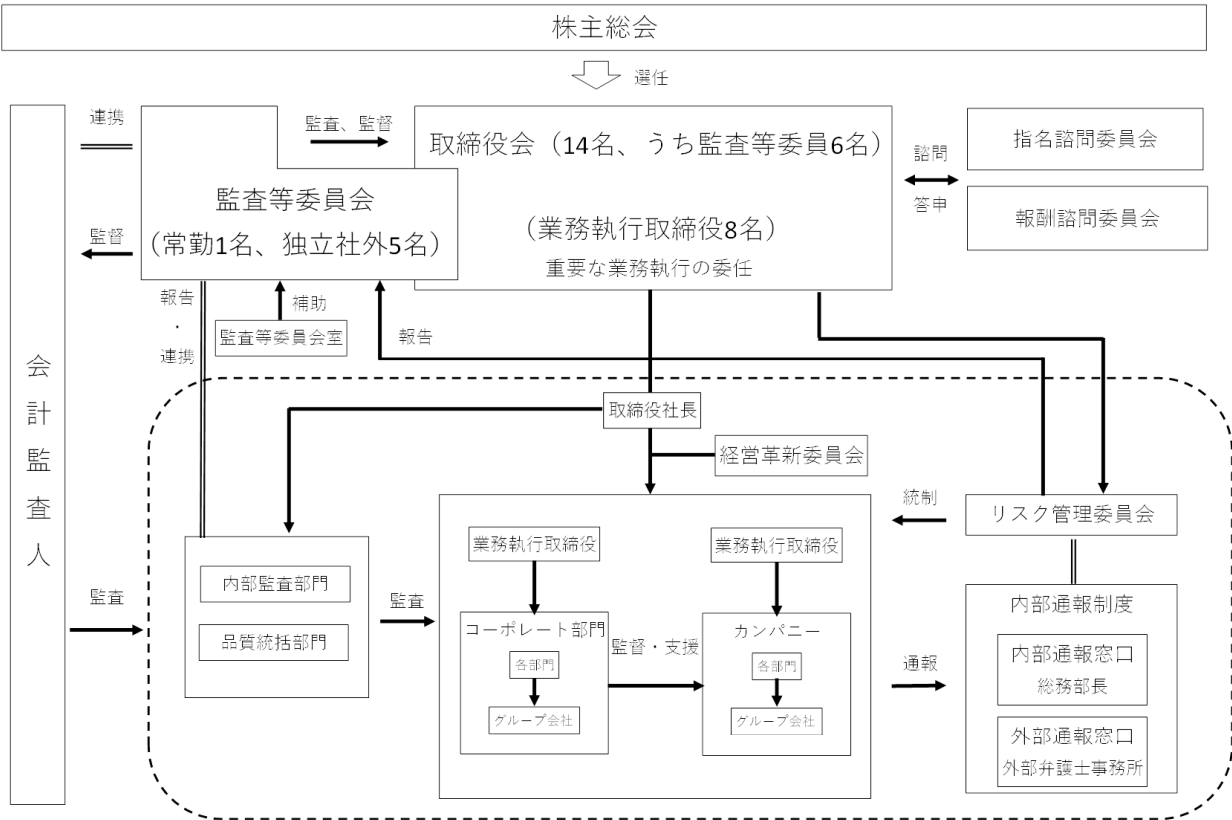 株主総会
選任
連携
監査、監督
取締役会（14名、うち監査等委員6名）
諮問
答申
指名諮問委員会
報酬諮問委員会
監査等委員会
（常勤1名、独立社外5名）
（業務執行取締役8名）
重要な業務執行の委任
監督
報告
・
連携
補助
監査等委員会室
報告
会計監査人
取締役社長
経営革新委員会
統制
リスク管理委員会
業務執行取締役
業務執行取締役
内部監査部門
品質統括部門
監査
監査
コーポレート部門
各部門
グループ会社
監督・支援
カンパニー
各部門
グループ会社
通報
内部通報制度
内部通報窓口
総務部長
外部通報窓口
外部弁護士事務所